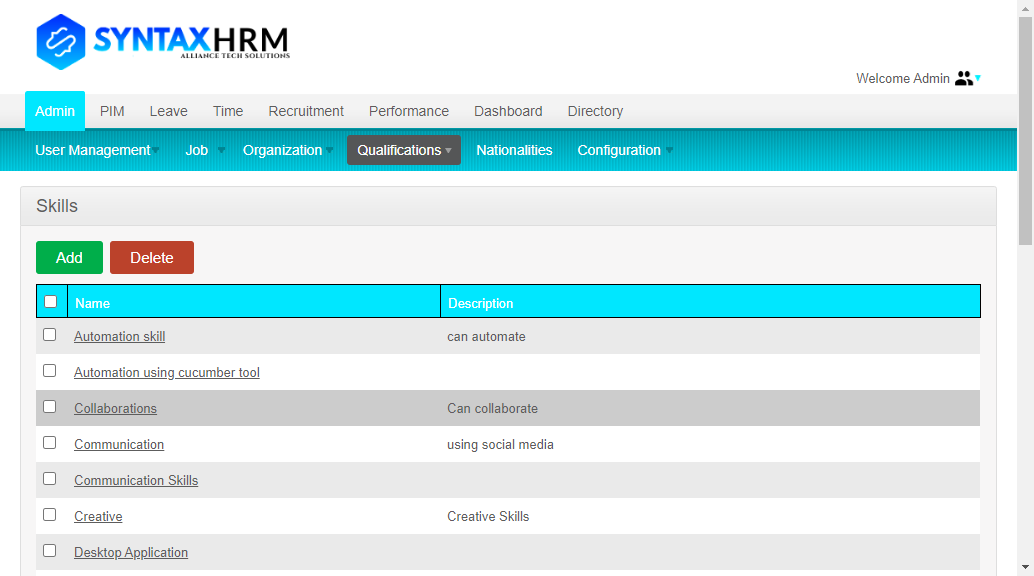 SYNTAXHRM
ALLIANCE TECH SOLUTIONS
Welcome Admin
Admin PIM Leave Time Recruitment Performance Dashboard Directory
User Management Job Organization Qualifications Nationalities Configuration
Skills
Add Delete
Name Description
Automation skill can automate
Automation using cucumber tool
Collaborations Can collaborate
Communication using social media
Communication Skills
Creative Creative Skills
Desktop Application